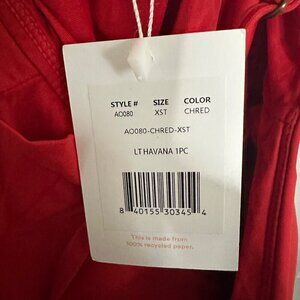 STYLE # SIZE COLOR
AO080 XST CHRED
AO080-CHRED-XST
LT HAVANA 1PC
8 40155 30345 4
This is made from
100% recycled paper.